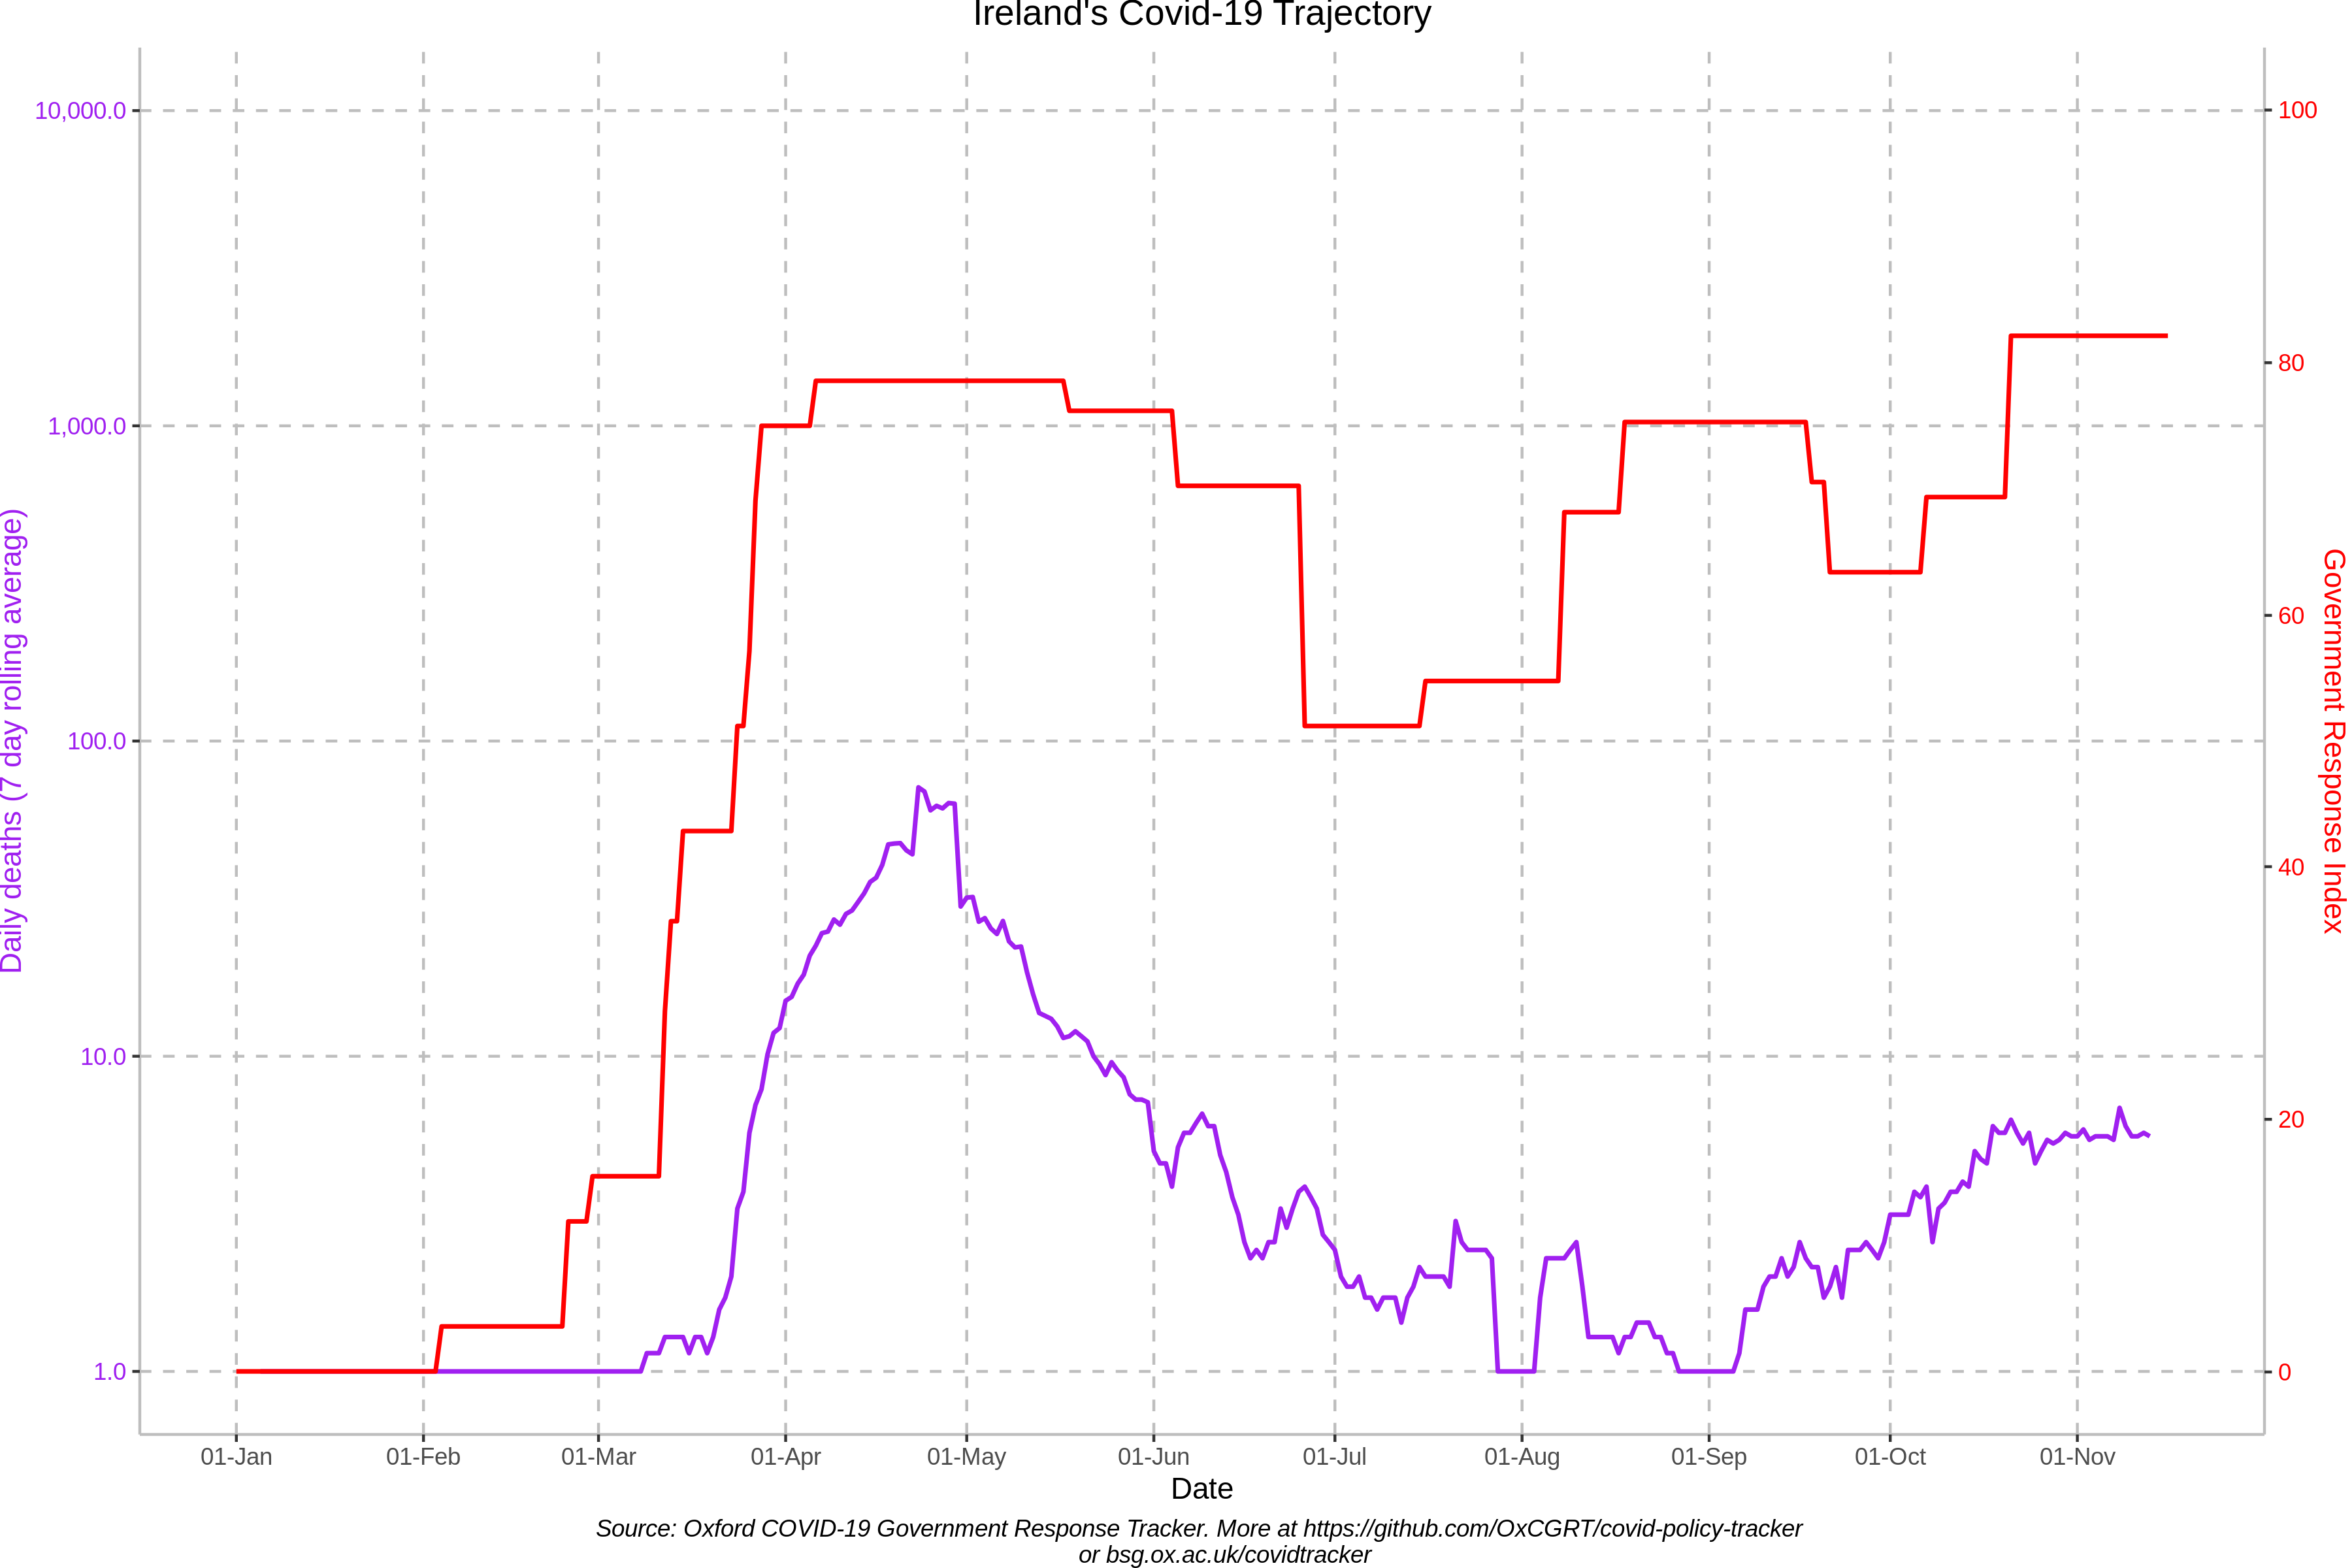 Ireland's Covid-19 Trajectory
10,000.0
1,000.0
100.0
10.0
1.0
Daily deaths (7 day rolling average)
100
80
60
40
20
0
Government Response Index
01-Jan 01-Feb 01-Mar 01-Apr 01-May 01-Jun 01-Jul 01-Aug 01-Sep 01-Oct 01-Nov
Date
Source: Oxford COVID-19 Government Response Tracker. More at https://github.com/OxCGRT/covid-policy-tracker
or bsg.ox.ac.uk/covidtracker